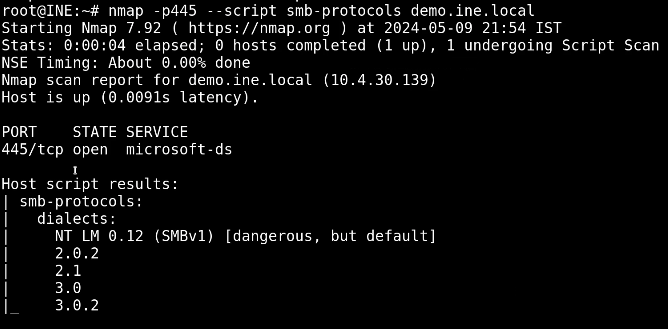 root@INE:~# nmap -p445 --script smb-protocols demo.ine.local
Starting Nmap 7.92 ( https://nmap.org ) at 2024-05-09 21:54 IST
Stats: 0:00:04 elapsed; 0 hosts completed (1 up), 1 undergoing Script Scan
NSE Timing: About 0.00% done
Nmap scan report for demo.ine.local (10.4.30.139)
Host is up (0.0091s latency).
PORT    STATE SERVICE
445/tcp open  microsoft-ds
Host script results:
| smb-protocols:
|   dialects:
|     NT LM 0.12 (SMBv1) [dangerous, but default]
|     2.0.2
|     2.1
|     3.0
|_    3.0.2